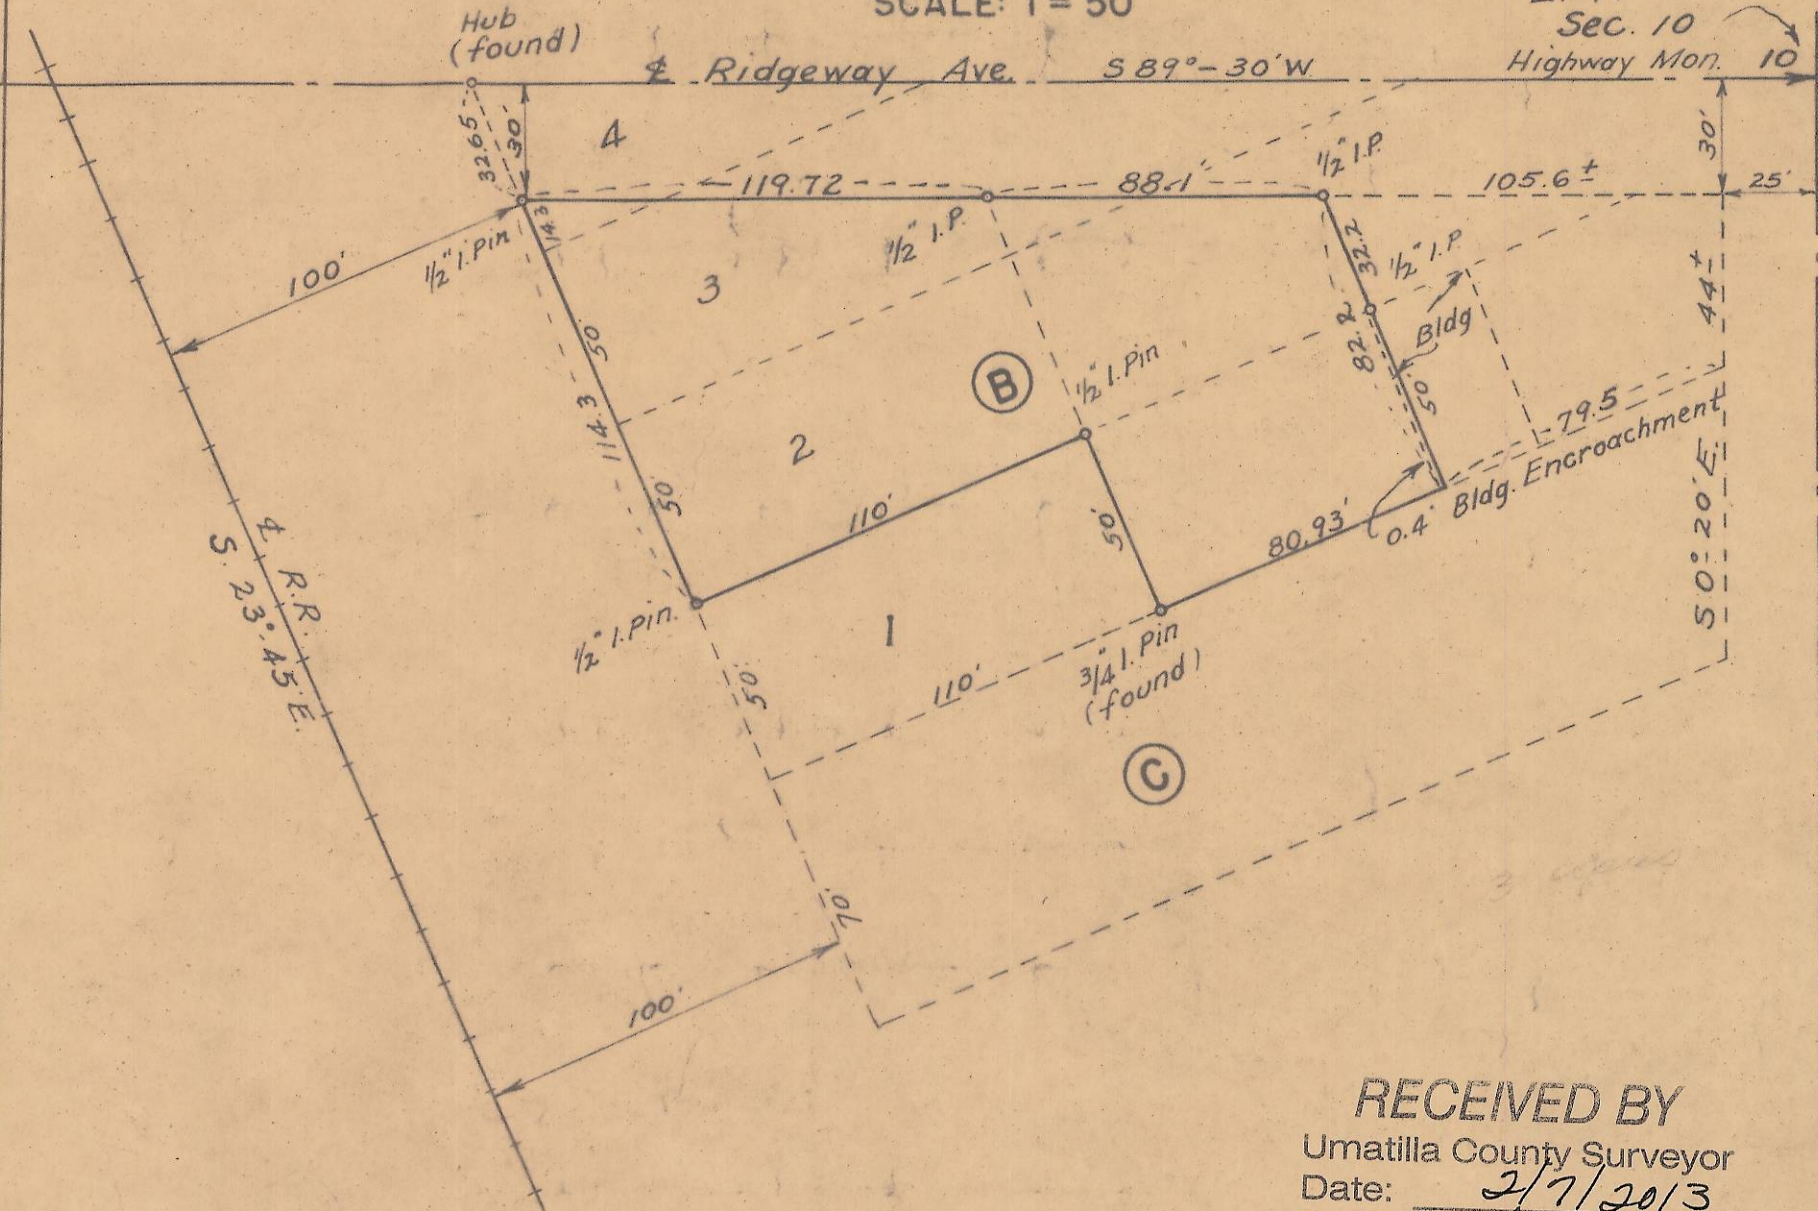 SCALE: 1"=50'
Sec. 10
Highway Mon. 10
Hub
(found)
℄ Ridgeway Ave. S 89°-30'W
32.65
30'
4
119.72
88.1'
1/2" I.P.
105.6±
30'
25'
100'
1/2" I.Pin
14.3
1/2" I.P.
32.2
1/2" I.P.
44±
3
50'
82.2
Bldg
B
1/2" I.Pin
50'
114.3
79.5
Bldg. Encroachment
2
50'
110'
50'
80.93'
0.4'
S 0°-20' E.
℄ R.R.
S. 23°-45' E.
1/2" I.Pin.
1
50'
110'
3/4" I.Pin
(found)
C
70'
100'
RECEIVED BY
Umatilla County Surveyor
Date: 2/7/2013